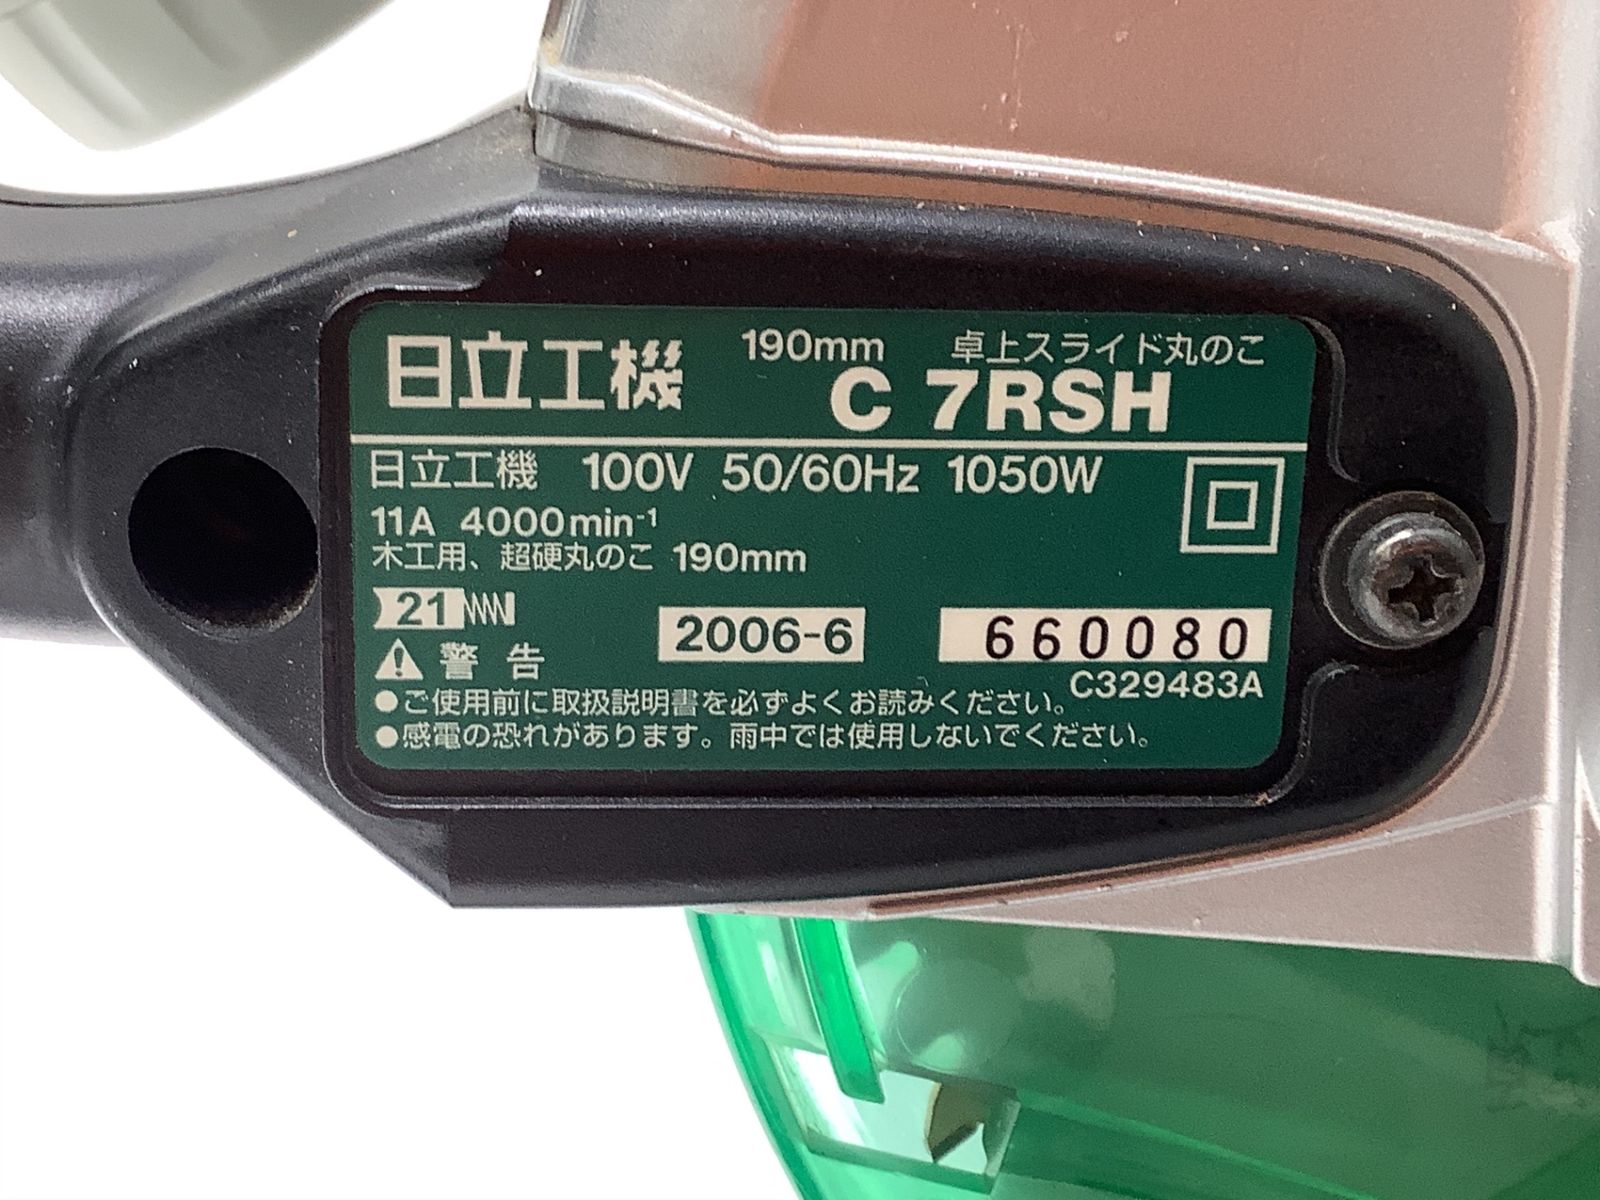 日立工機 190mm 卓上スライド丸のこ
C 7RSH
日立工機 100V 50/60Hz 1050W
11A 4000min⁻¹
木工用、超硬丸のこ 190mm
21 2006-6 660080
⚠警告 C329483A
●ご使用前に取扱説明書を必ずよくお読みください。
●感電の恐れがあります。雨中では使用しないでください。